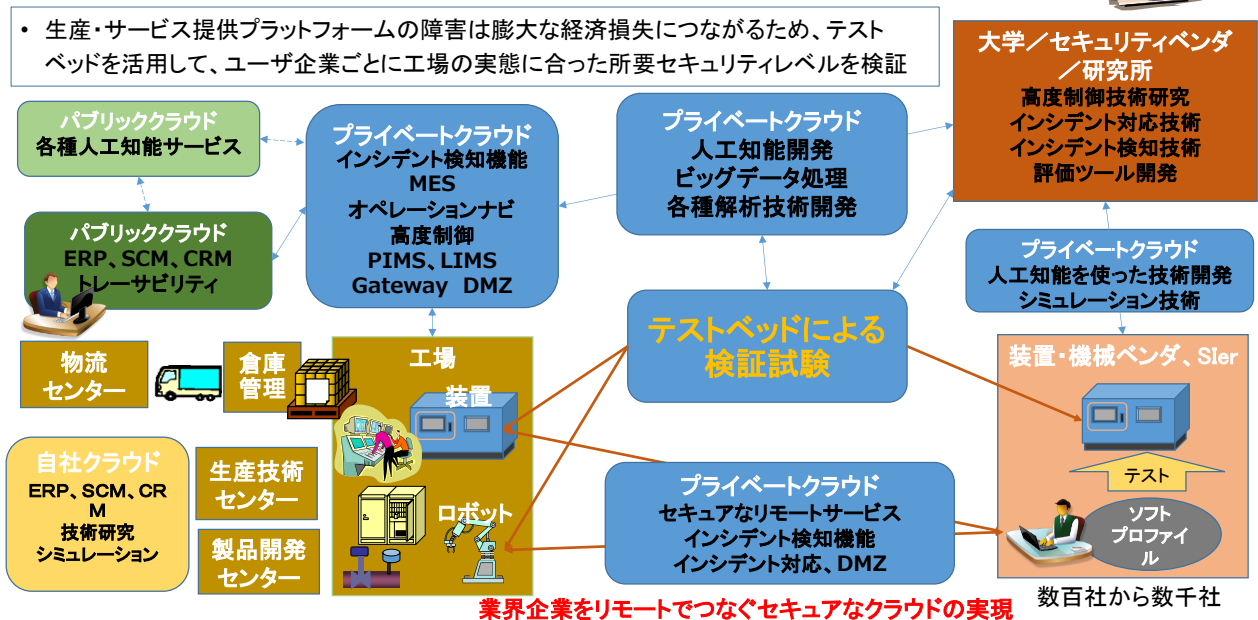 • 生産・サービス提供プラットフォームの障害は膨大な経済損失につながるため、テスト
ベッドを活用して、ユーザ企業ごとに工場の実態に合った所要セキュリティレベルを検証
大学／セキュリティベンダ
／研究所
高度制御技術研究
インシデント対応技術
インシデント検知技術
評価ツール開発
パブリッククラウド
各種人工知能サービス
プライベートクラウド
インシデント検知機能
MES
オペレーションナビ
高度制御
PIMS、LIMS
Gateway DMZ
プライベートクラウド
人工知能開発
ビッグデータ処理
各種解析技術開発
パブリッククラウド
ERP、SCM、CRM
トレーサビリティ
プライベートクラウド
人工知能を使った技術開発
シミュレーション技術
テストベッドによる
検証試験
物流
センター
倉庫
管理
工場
装置
ロボット
装置・機械ベンダ、SIer
テスト
ソフト
プロファイ
ル
自社クラウド
ERP、SCM、CR
M
技術研究
シミュレーション
生産技術
センター
製品開発
センター
プライベートクラウド
セキュアなリモートサービス
インシデント検知機能
インシデント対応、DMZ
業界企業をリモートでつなぐセキュアなクラウドの実現
数百社から数千社